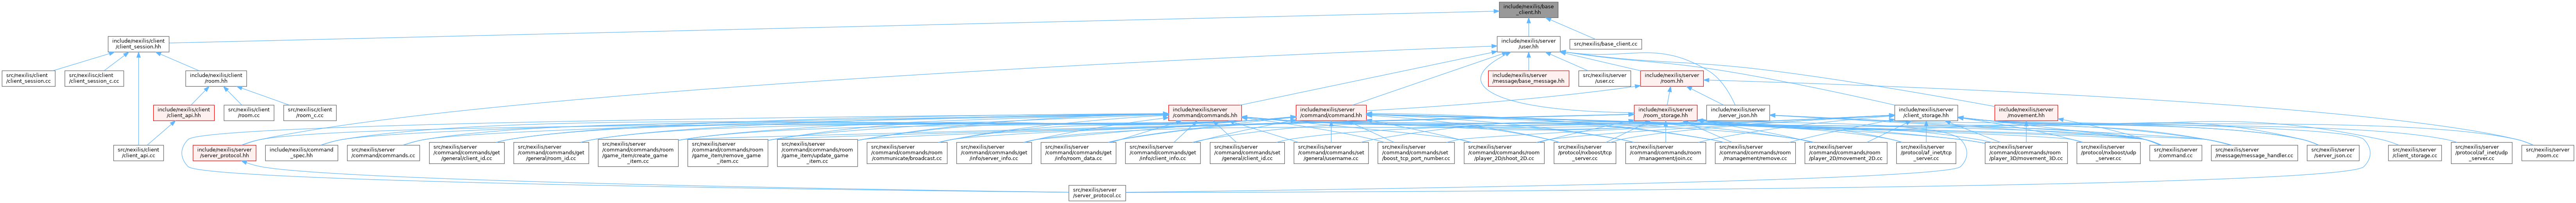 include/nexilis/base
_client.hh
include/nexilis/client
/client_session.hh
include/nexilis/server
/user.hh
src/nexilis/base_client.cc
src/nexilis/client
/client_session.cc
src/nexilisc/client
/client_session_c.cc
include/nexilis/client
/room.hh
include/nexilis/server
/message/base_message.hh
src/nexilis/server
/user.cc
include/nexilis/server
/room.hh
include/nexilis/client
/client_api.hh
src/nexilis/client
/room.cc
src/nexilisc/client
/room_c.cc
include/nexilis/server
/command/commands.hh
include/nexilis/server
/command/command.hh
include/nexilis/server
/room_storage.hh
include/nexilis/server
/server_json.hh
include/nexilis/server
/client_storage.hh
include/nexilis/server
/movement.hh
src/nexilis/client
/client_api.cc
include/nexilis/server
/server_protocol.hh
include/nexilis/command
_spec.hh
src/nexilis/server
/command/commands.cc
src/nexilis/server
/command/commands/get
/general/client_id.cc
src/nexilis/server
/command/commands/get
/general/room_id.cc
src/nexilis/server
/command/commands/room
/game_item/create_game
_item.cc
src/nexilis/server
/command/commands/room
/game_item/remove_game
_item.cc
src/nexilis/server
/command/commands/room
/game_item/update_game
_item.cc
src/nexilis/server
/command/commands/room
/communicate/broadcast.cc
src/nexilis/server
/command/commands/get
/info/server_info.cc
src/nexilis/server
/command/commands/get
/info/room_data.cc
src/nexilis/server
/command/commands/get
/info/client_info.cc
src/nexilis/server
/command/commands/set
/general/client_id.cc
src/nexilis/server
/command/commands/set
/general/username.cc
src/nexilis/server
/command/commands/set
/boost_tcp_port_number.cc
src/nexilis/server
/command/commands/room
/player_2D/shoot_2D.cc
src/nexilis/server
/protocol/nxboost/tcp
_server.cc
src/nexilis/server
/command/commands/room
/management/join.cc
src/nexilis/server
/command/commands/room
/management/remove.cc
src/nexilis/server
/command/commands/room
/player_2D/movement_2D.cc
src/nexilis/server
/protocol/af_inet/tcp
_server.cc
src/nexilis/server
/command/commands/room
/player_3D/movement_3D.cc
src/nexilis/server
/protocol/nxboost/udp
_server.cc
src/nexilis/server
/command.cc
src/nexilis/server
/message/message_handler.cc
src/nexilis/server
/server_json.cc
src/nexilis/server
/client_storage.cc
src/nexilis/server
/protocol/af_inet/udp
_server.cc
src/nexilis/server
/room.cc
src/nexilis/server
/server_protocol.cc